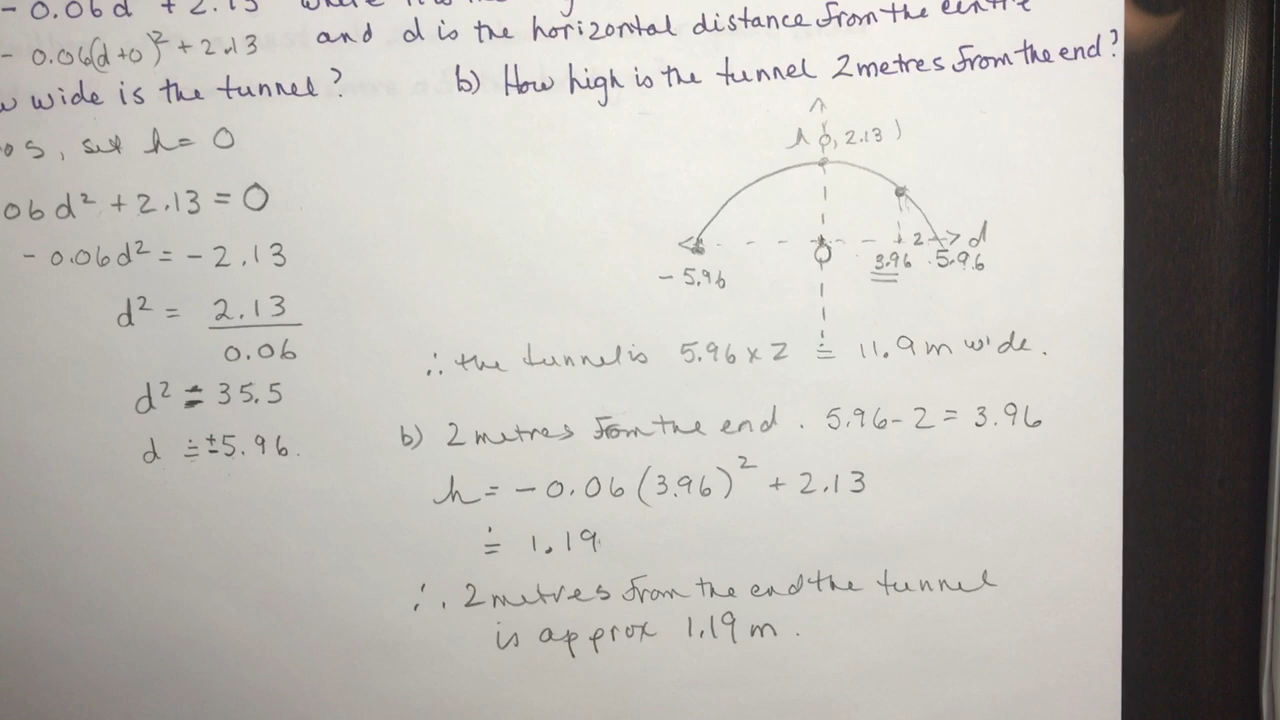 - 0.06d² + 2.13
- 0.06(d+0)² + 2.13 and d is the horizontal distance from the centre
w wide is the tunnel? b) How high is the tunnel 2 metres from the end?
os, set h = 0
06d² + 2.13 = 0
- 0.06d² = - 2.13
d² = 2.13
0.06
d² = 35.5
d ≐ ±5.96.
h
0, 2.13)
2 d
- 5.96 0 3.96 5.96
∴ the tunnel is 5.96 x 2 ≐ 11.9 m wide.
b) 2 metres from the end. 5.96 - 2 = 3.96
h = - 0.06 (3.96)² + 2.13
≐ 1.19
∴ 2 metres from the end the tunnel
is approx 1.19 m.